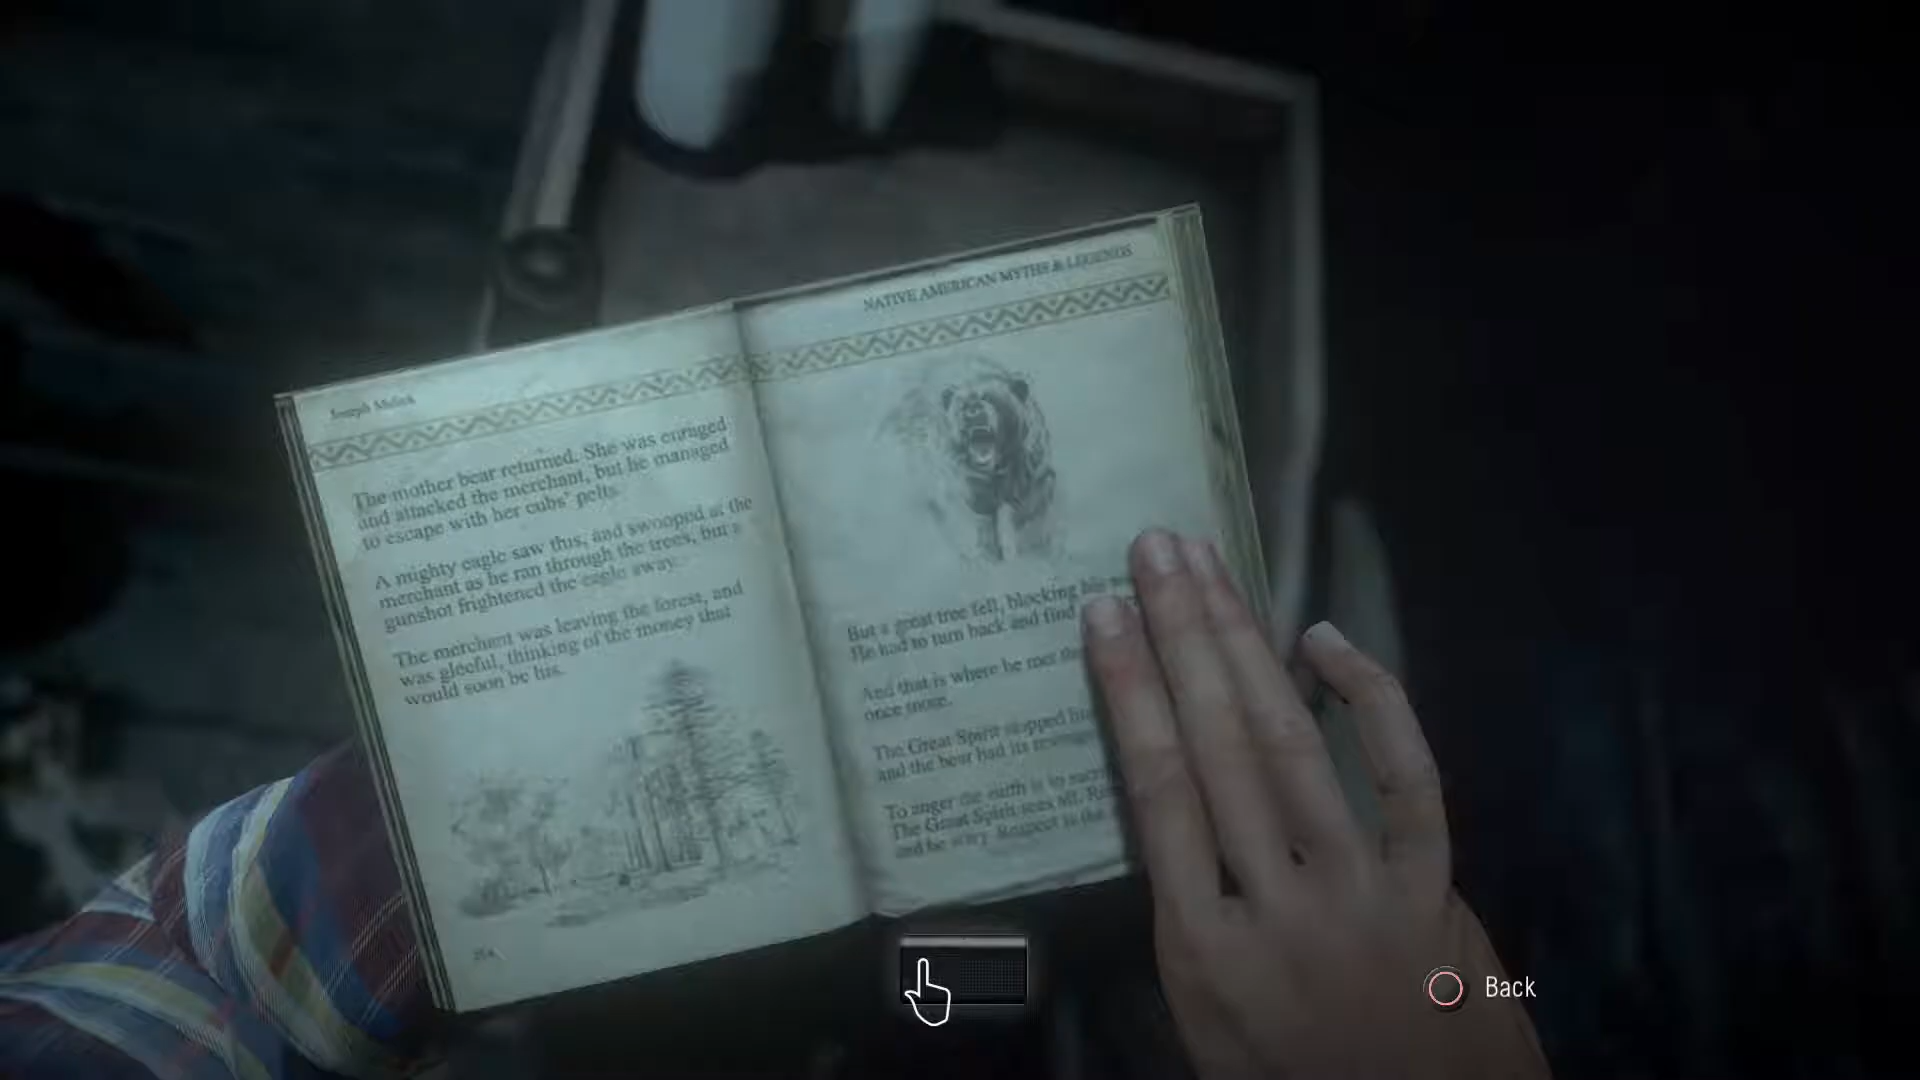 Joseph
The mother bear returned. She was enraged
and attacked the merchant, but he managed
to escape with her cubs' pelts.
A mighty eagle saw this, and swooped at the
merchant as he ran through the trees, but a
gunshot frightened the eagle away.
The merchant was leaving the forest, and
was gleeful, thinking of the money that
would soon be his.
NATIVE AMERICAN MYTHS & LEGENDS
But a great tree fell, blocking his
He had to turn back and find
And that is where he met the
once more.
The Great Spirit stopped
and the bear had its
To anger the earth is to
The Great Spirit sees Mt.
and be wary. Respect is the
Back